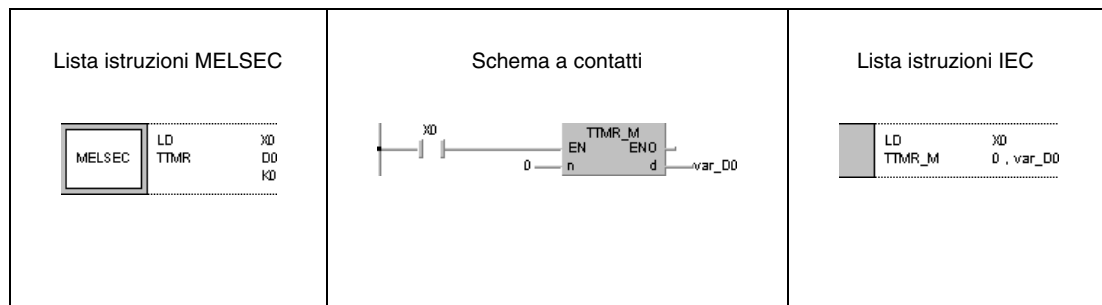 Lista istruzioni MELSEC
MELSEC
LD X0
TTMR D0
K0
Schema a contatti
X0
TTMR_M
EN ENO
0 n d var_D0
Lista istruzioni IEC
LD X0
TTMR_M 0 , var_D0